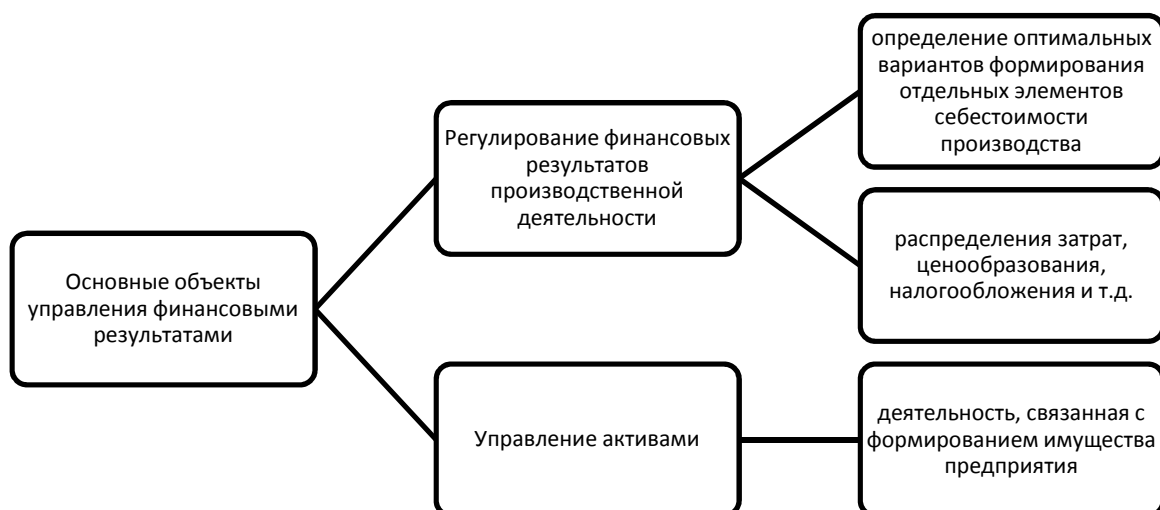 Основные объекты
управления финансовыми
результатами
Регулирование финансовых
результатов
производственной
деятельности
определение оптимальных
вариантов формирования
отдельных элементов
себестоимости
производства
распределения затрат,
ценообразования,
налогообложения и т.д.
Управление активами
деятельность, связанная с
формированием имущества
предприятия